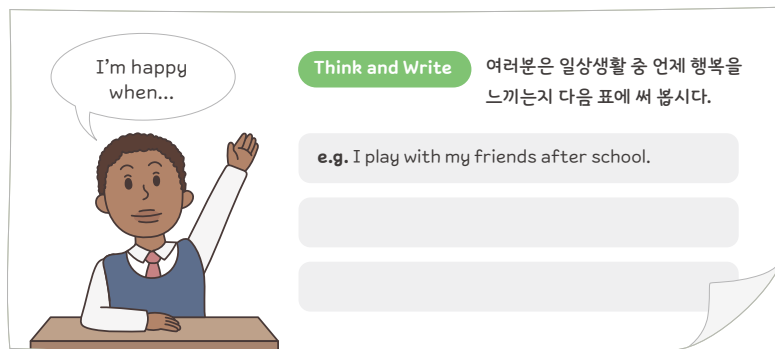 I'm happy
when...
Think and Write
여러분은 일상생활 중 언제 행복을
느끼는지 다음 표에 써 봅시다.
e.g. I play with my friends after school.